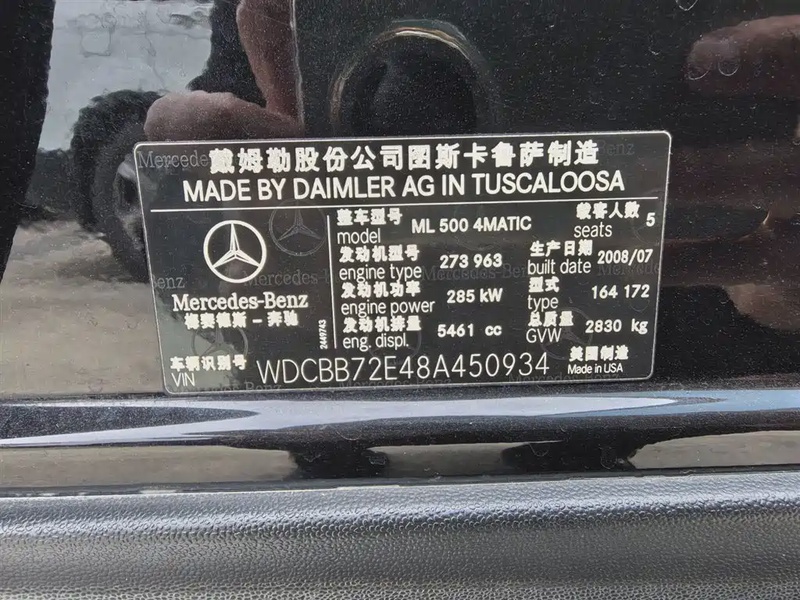 戴姆勒股份公司图斯卡鲁萨制造
MADE BY DAIMLER AG IN TUSCALOOSA
Mercedes-Benz
梅赛德斯-奔驰
2449743
整车型号 model ML 500 4MATIC
载客人数 seats 5
发动机型号 engine type 273 963
生产日期 built date 2008/07
发动机功率 engine power 285 kW
型式 type 164 172
发动机排量 eng. displ. 5461 cc
总质量 GVW 2830 kg
车辆识别号 VIN WDCBB72E48A450934
美国制造
Made in USA